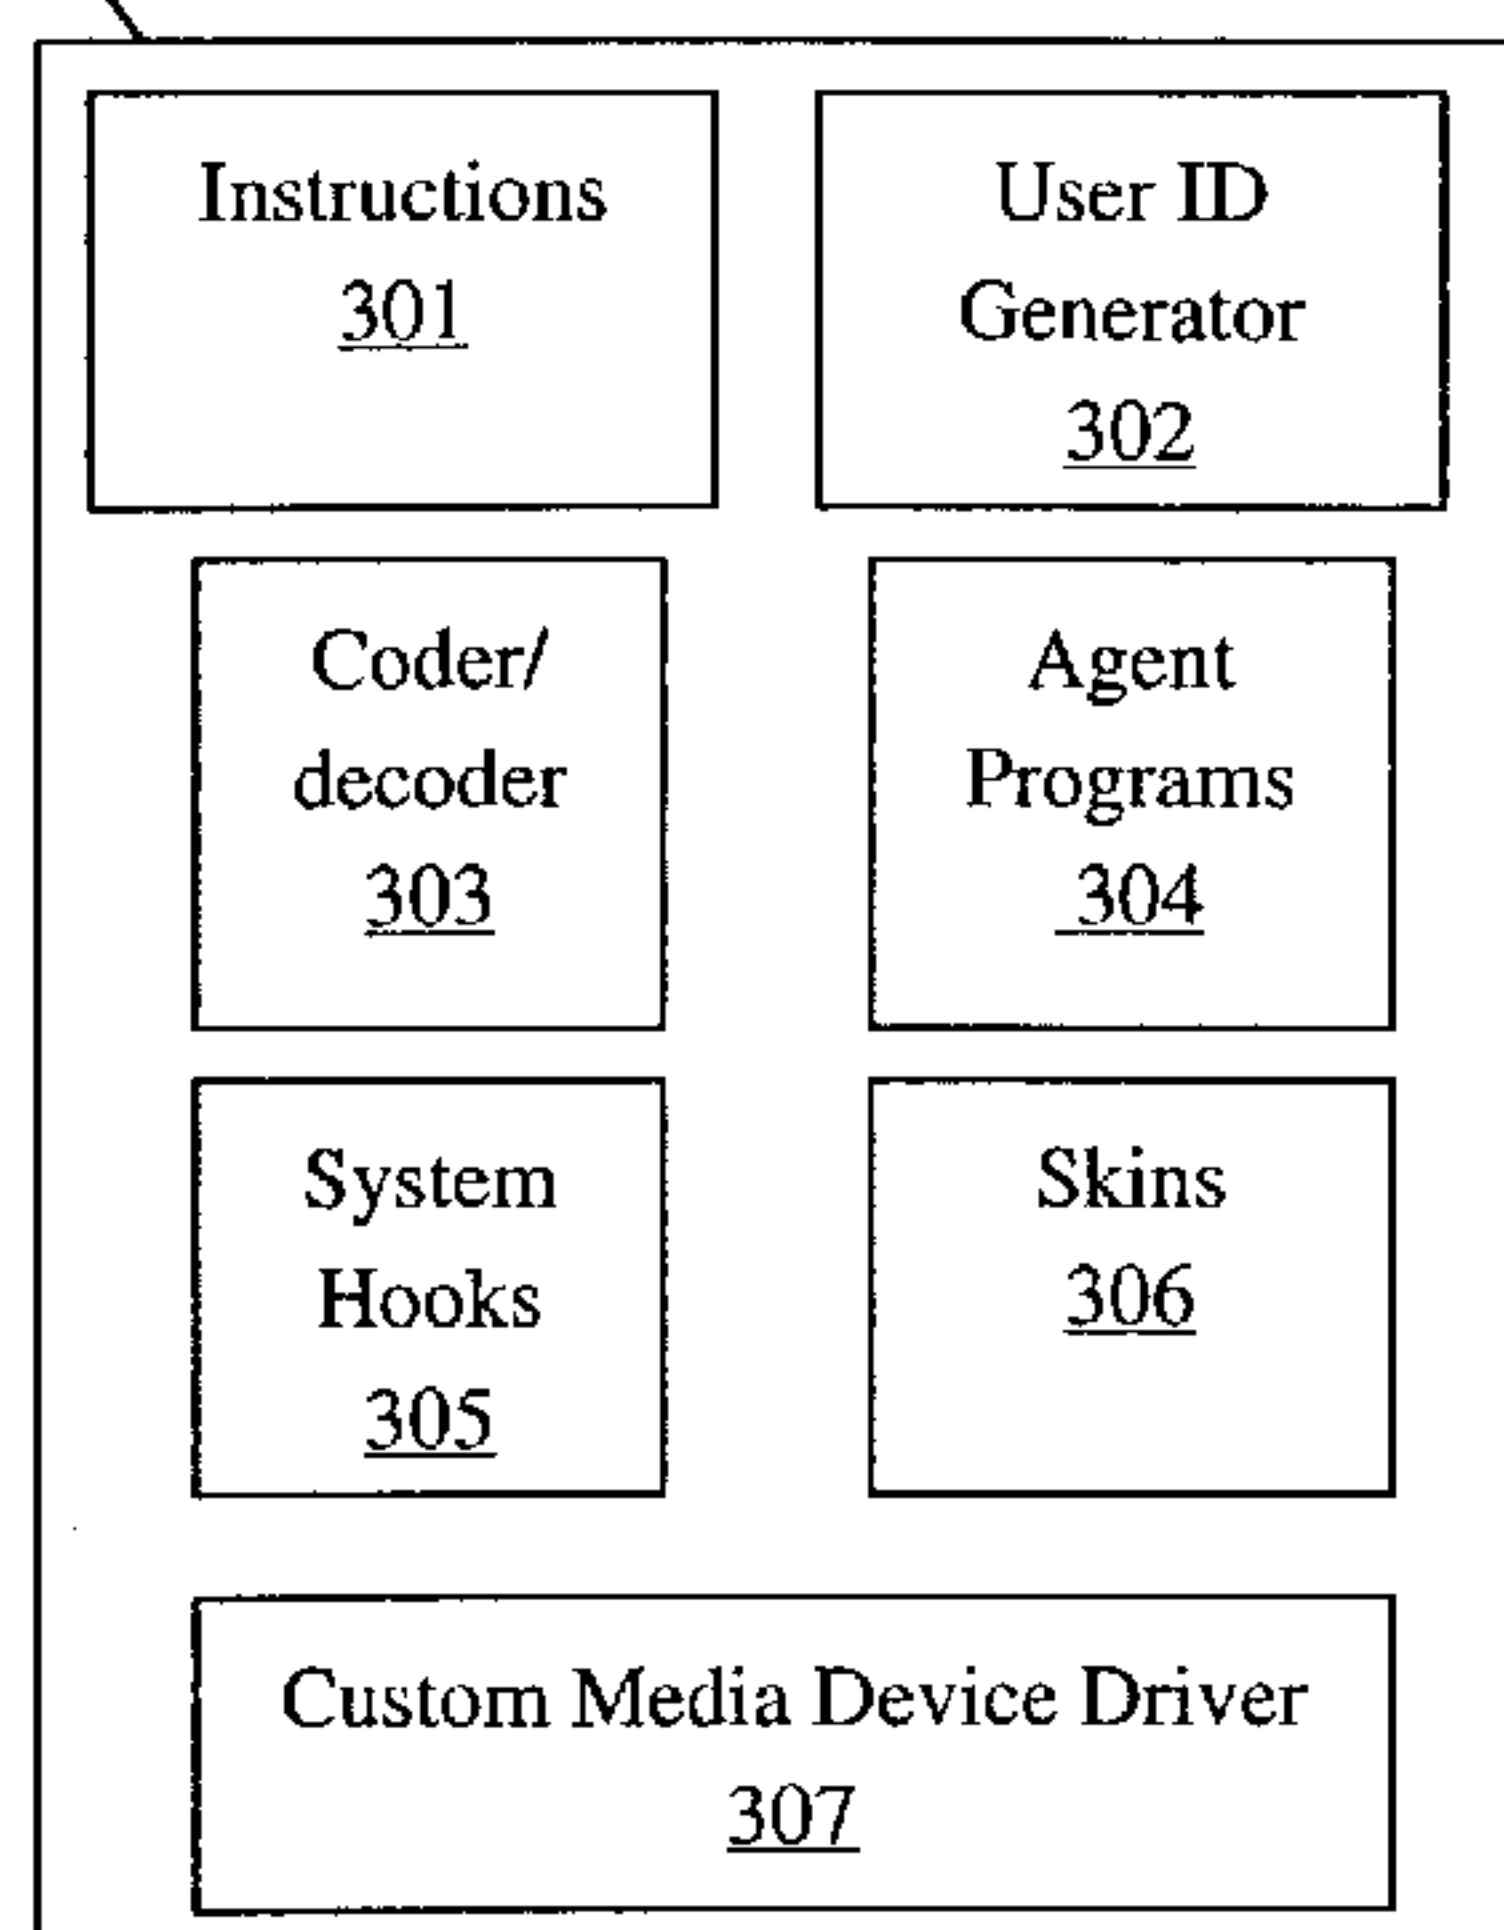 Instructions
301
User ID
Generator
302
Coder/
decoder
303
Agent
Programs
304
System
Hooks
305
Skins
306
Custom Media Device Driver
307